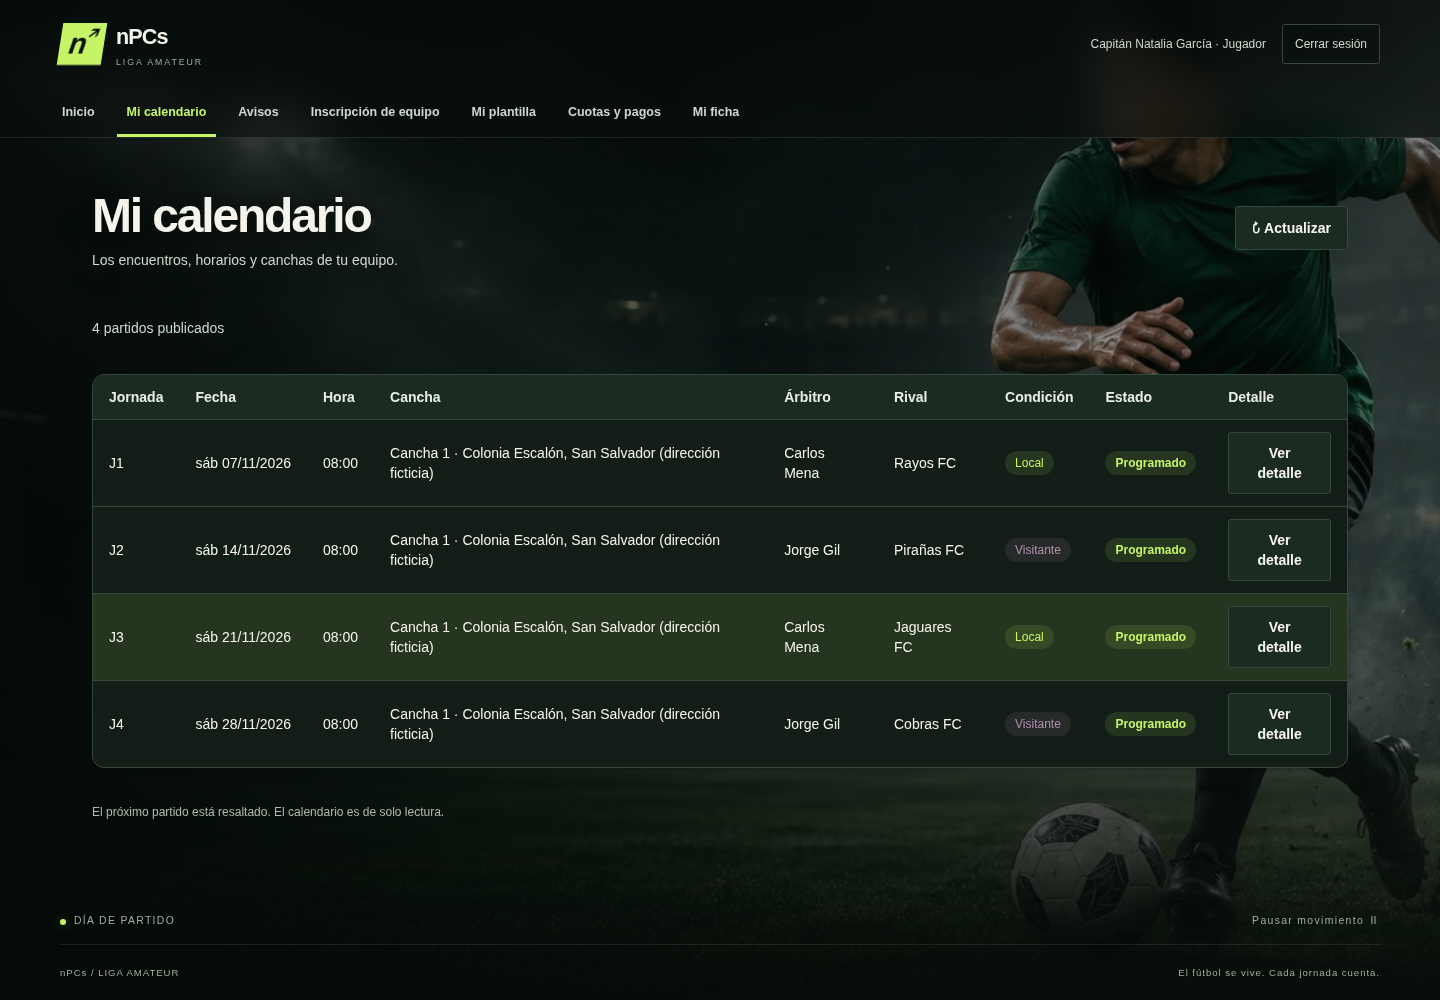 n
nPCs
LIGA AMATEUR
Capitán Natalia García · Jugador
Cerrar sesión
Inicio
Mi calendario
Avisos
Inscripción de equipo
Mi plantilla
Cuotas y pagos
Mi ficha
Mi calendario
↻ Actualizar
Los encuentros, horarios y canchas de tu equipo.
4 partidos publicados
Jornada Fecha Hora Cancha Árbitro Rival Condición Estado Detalle
J1 sáb 07/11/2026 08:00 Cancha 1 · Colonia Escalón, San Salvador (dirección ficticia) Carlos Mena Rayos FC Local Programado Ver detalle
J2 sáb 14/11/2026 08:00 Cancha 1 · Colonia Escalón, San Salvador (dirección ficticia) Jorge Gil Pirañas FC Visitante Programado Ver detalle
J3 sáb 21/11/2026 08:00 Cancha 1 · Colonia Escalón, San Salvador (dirección ficticia) Carlos Mena Jaguares FC Local Programado Ver detalle
J4 sáb 28/11/2026 08:00 Cancha 1 · Colonia Escalón, San Salvador (dirección ficticia) Jorge Gil Cobras FC Visitante Programado Ver detalle
El próximo partido está resaltado. El calendario es de solo lectura.
DÍA DE PARTIDO
Pausar movimiento
nPCs / LIGA AMATEUR
El fútbol se vive. Cada jornada cuenta.